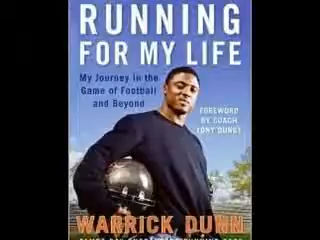 RUNNING
FOR MY LIFE
My Journey in the
Game of Football
and Beyond
FOREWORD
BY COACH
TONY DUNGY
WARRICK DUNN